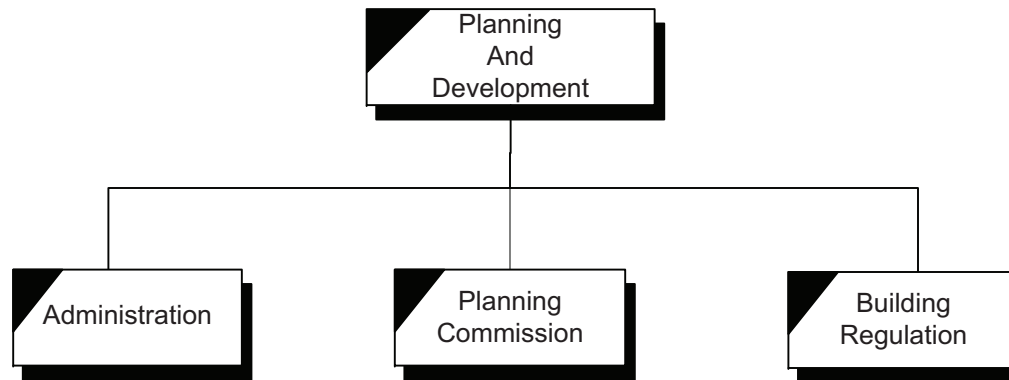 Planning
And
Development
Administration
Planning
Commission
Building
Regulation